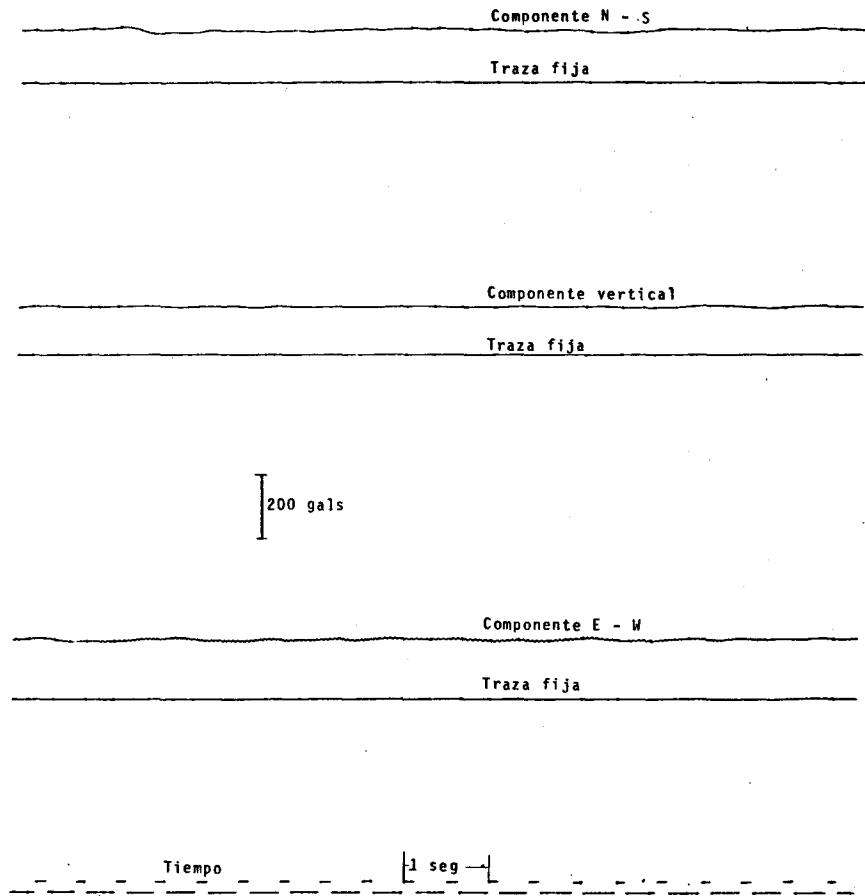 Componente N - S
Traza fija
Componente vertical
Traza fija
200 gals
Componente E - W
Traza fija
Tiempo
1 seg